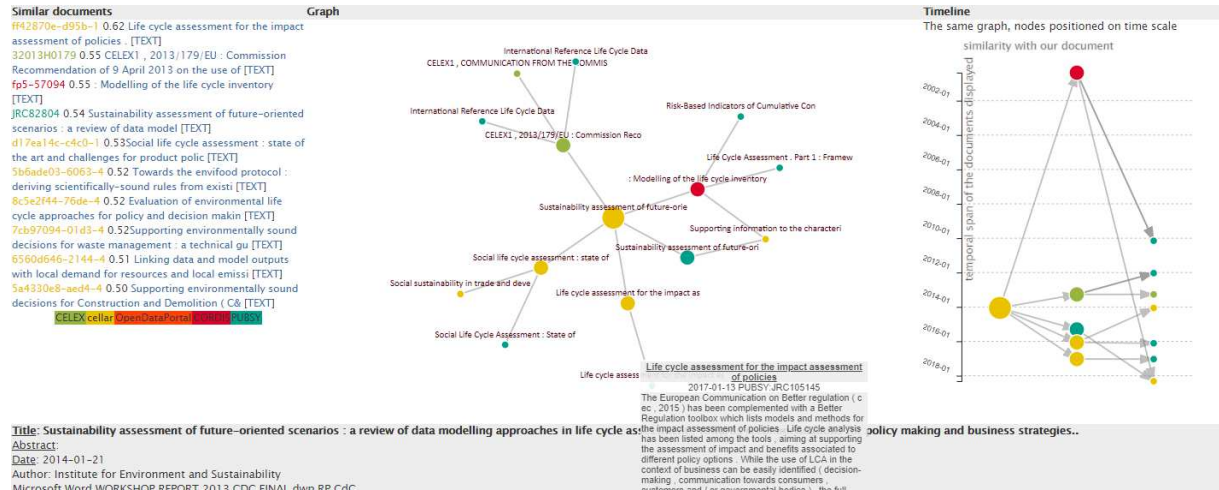 Similar documents
ff42870e-d95b-1 0.62 Life cycle assessment for the impact
assessment of policies . [TEXT]
32013H0179 0.55 CELEX1 , 2013/179/EU : Commission
Recommendation of 9 April 2013 on the use of [TEXT]
fp5-57094 0.55 : Modelling of the life cycle inventory
[TEXT]
JRC82804 0.54 Sustainability assessment of future-oriented
scenarios : a review of data model [TEXT]
d17ea14c-c4c0-1 0.53Social life cycle assessment : state of
the art and challenges for product polic [TEXT]
5b6ade03-6063-4 0.52 Towards the envifood protocol :
deriving scientifically-sound rules from existi [TEXT]
8c5e2f44-76de-4 0.52 Evaluation of environmental life
cycle approaches for policy and decision makin [TEXT]
7cb97094-01d3-4 0.52Supporting environmentally sound
decisions for waste management : a technical gu [TEXT]
6560d646-2144-4 0.51 Linking data and model outputs
with local demand for resources and local emissi [TEXT]
5a4330e8-aed4-4 0.50 Supporting environmentally sound
decisions for Construction and Demolition ( C& [TEXT]
CELEX cellar OpenDataPortal CORDIS PUBSY
Graph
International Reference Life Cycle Data
CELEX1 , COMMUNICATION FROM THE COMMIS
International Reference Life Cycle Data
Risk-Based Indicators of Cumulative Con
CELEX1 , 2013/179/EU : Commission Reco
Life Cycle Assessment . Part 1 : Framew
: Modelling of the life cycle inventory
Sustainability assessment of future-orie
Supporting information to the characteri
Sustainability assessment of future-ori
Social life cycle assessment : state of
Social sustainability in trade and deve
Life cycle assessment for the impact as
Social Life Cycle Assessment : State of
Life cycle assess
Life cycle assessment for the impact assessment
of policies
2017-01-13 PUBSY:JRC105145
The European Communication on Better regulation ( c
ec , 2015 ) has been complemented with a Better
Regulation toolbox which lists models and methods for
the impact assessment of policies . Life cycle analysis
has been listed among the tools , aiming at supporting
the assessment of impact and benefits associated to
different policy options . While the use of LCA in the
context of business can be easily identified ( decision-
making , communication towards consumers ,
customers and ( or governmental bodies ) , the full
Timeline
The same graph, nodes positioned on time scale
similarity with our document
temporal span of the documents displayed
2002-01
2004-01
2006-01
2008-01
2010-01
2012-01
2014-01
2016-01
2018-01
Title: Sustainability assessment of future-oriented scenarios : a review of data modelling approaches in life cycle as policy making and business strategies..
Abstract:
Date: 2014-01-21
Author: Institute for Environment and Sustainability
Microsoft Word WORKSHOP REPORT 2013 CDC FINAL dwp RP CdC